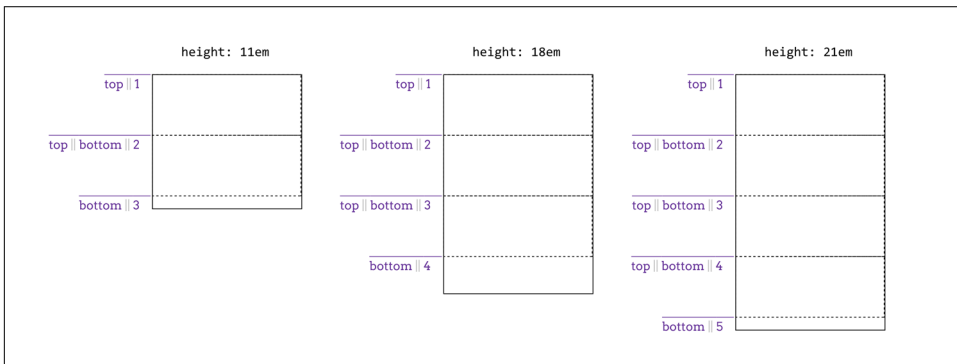 height: 11em
top || 1
top || bottom || 2
bottom || 3
height: 18em
top || 1
top || bottom || 2
top || bottom || 3
bottom || 4
height: 21em
top || 1
top || bottom || 2
top || bottom || 3
top || bottom || 4
bottom || 5